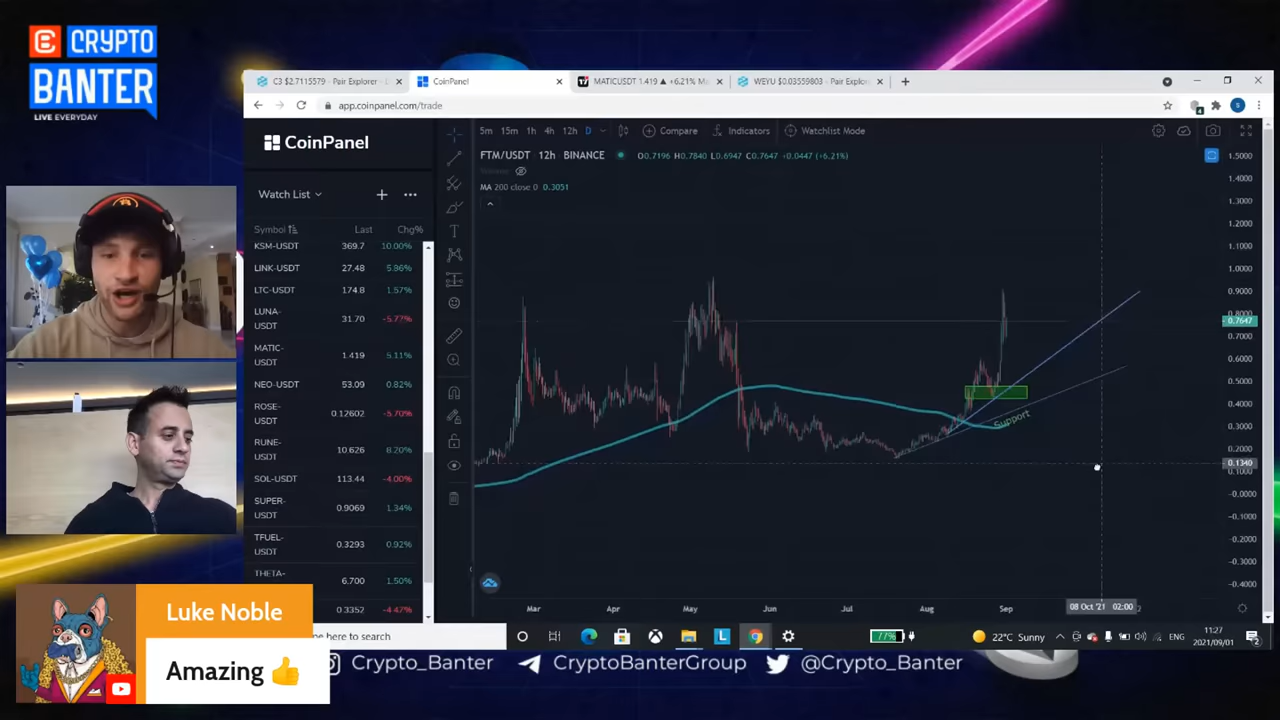 CRYPTO
BANTER
LIVE EVERYDAY
C3 $2.7115579 - Pair Explorer -
CoinPanel
MATICUSDT 1.419 ▲ +6.21%
WEYU $0.03559803 - Pair Explo
app.coinpanel.com/trade
CoinPanel
Watch List
Symbol Last Chg%
KSM-USDT 369.7 10.00%
LINK-USDT 27.48 5.36%
LTC-USDT 174.8 1.57%
LUNA-
USDT 31.70 -5.77%
MATIC-
USDT 1.419 5.11%
NEO-USDT 53.09 0.82%
ROSE-
USDT 0.12602 -5.70%
RUNE-
USDT 10.626 8.20%
SOL-USDT 113.44 -4.00%
SUPER-
USDT 0.9069 1.34%
TFUEL-
USDT 0.3293 0.92%
THETA-
USDT 6.700 1.50%
0.3352 -4.47%
5m 15m 1h 4h 12h D Compare Indicators Watchlist Mode
FTM/USDT 12h BINANCE O0.7196 H0.7840 L0.6947 C0.7647 +0.0447 (+6.21%)
MA 200 close 0 0.3051
Support
1.5000
1.4000
1.3000
1.2000
1.1000
1.0000
0.9000
0.8000
0.7647
0.7000
0.6000
0.5000
0.4000
0.3000
0.2000
0.1340
0.1000
-0.0000
-0.1000
-0.2000
-0.3000
-0.4000
Mar Apr May Jun Jul Aug Sep 08 Oct '21 02:00
pe here to search
77%
22°C Sunny
ENG
11:27
2021/09/01
Luke Noble
Amazing 👍
Crypto_Banter
CryptoBanterGroup
@Crypto_Banter